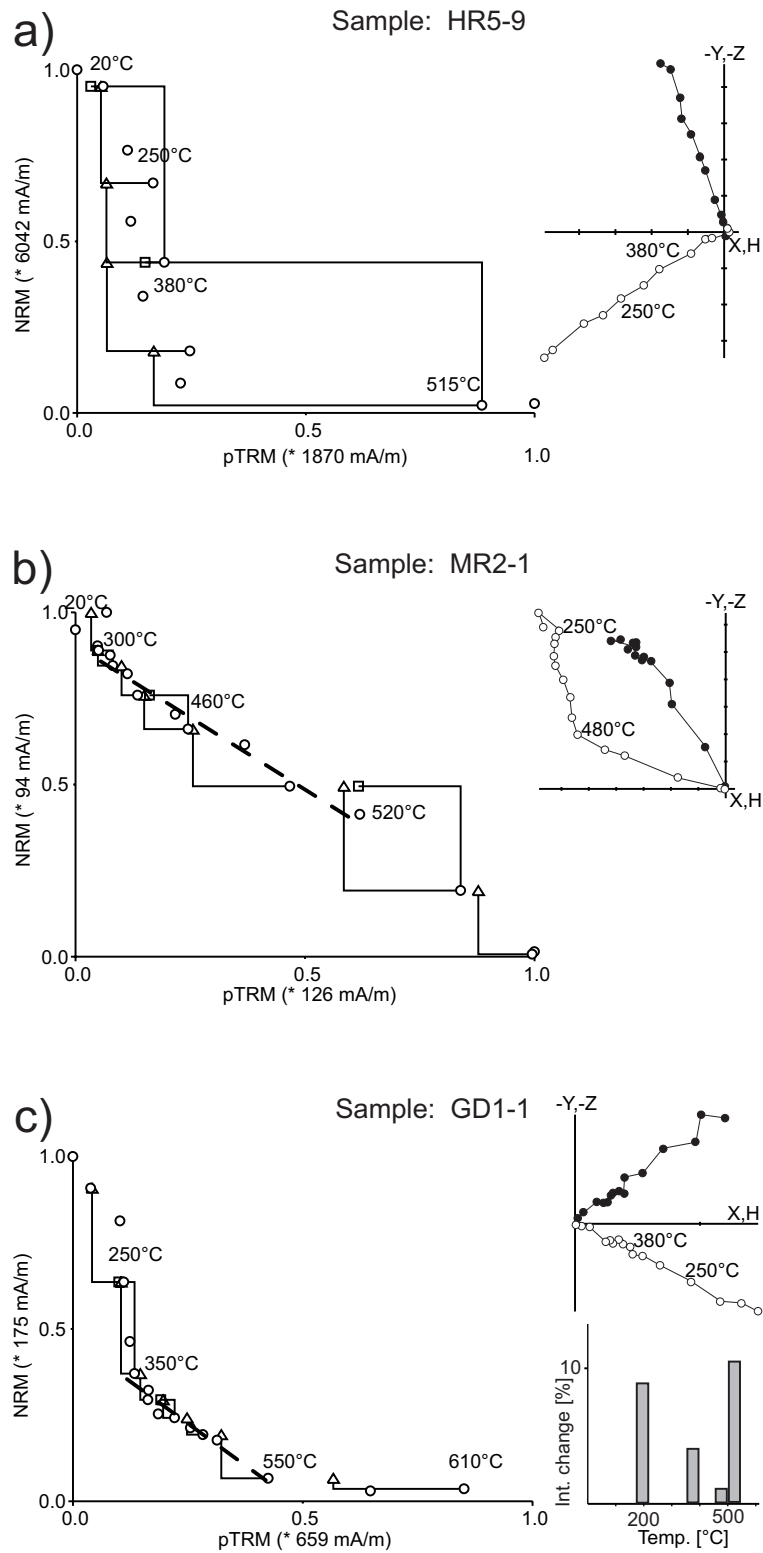 a)
Sample: HR5-9
1.0
20°C
250°C
0.5
380°C
515°C
0.0
0.0
0.5
1.0
NRM (* 6042 mA/m)
pTRM (* 1870 mA/m)
-Y,-Z
X,H
380°C
250°C
b)
Sample: MR2-1
1.0
20°C
300°C
460°C
0.5
520°C
0.0
0.0
0.5
1.0
NRM (* 94 mA/m)
pTRM (* 126 mA/m)
-Y,-Z
250°C
480°C
X,H
c)
Sample: GD1-1
1.0
250°C
0.5
350°C
550°C
610°C
0.0
0.0
0.5
1.0
NRM (* 175 mA/m)
pTRM (* 659 mA/m)
-Y,-Z
X,H
380°C
250°C
10
Int. change [%]
200
500
Temp. [°C]